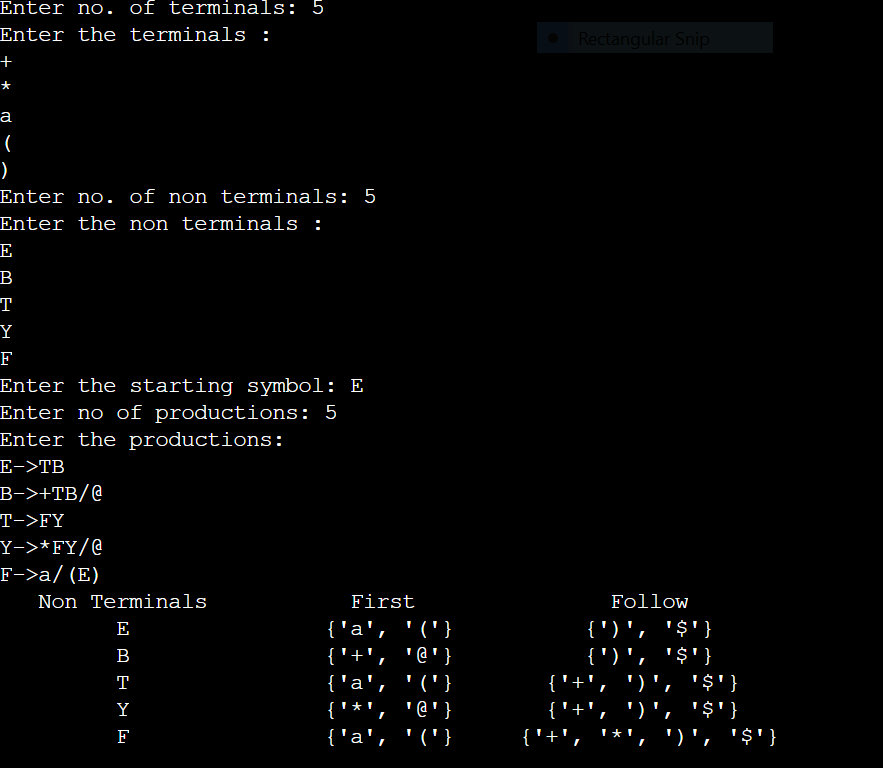 Enter no. of terminals: 5
Rectangular Snip
Enter the terminals :
+
*
a
(
)
Enter no. of non terminals: 5
Enter the non terminals :
E
B
T
Y
F
Enter the starting symbol: E
Enter no of productions: 5
Enter the productions:
E->TB
B->+TB/@
T->FY
Y->*FY/@
F->a/(E)
Non Terminals First Follow
E {'a', '('} {')', '$'}
B {'+', '@'} {')', '$'}
T {'a', '('} {'+', ')', '$'}
Y {'*', '@'} {'+', ')', '$'}
F {'a', '('} {'+', '*', ')', '$'}